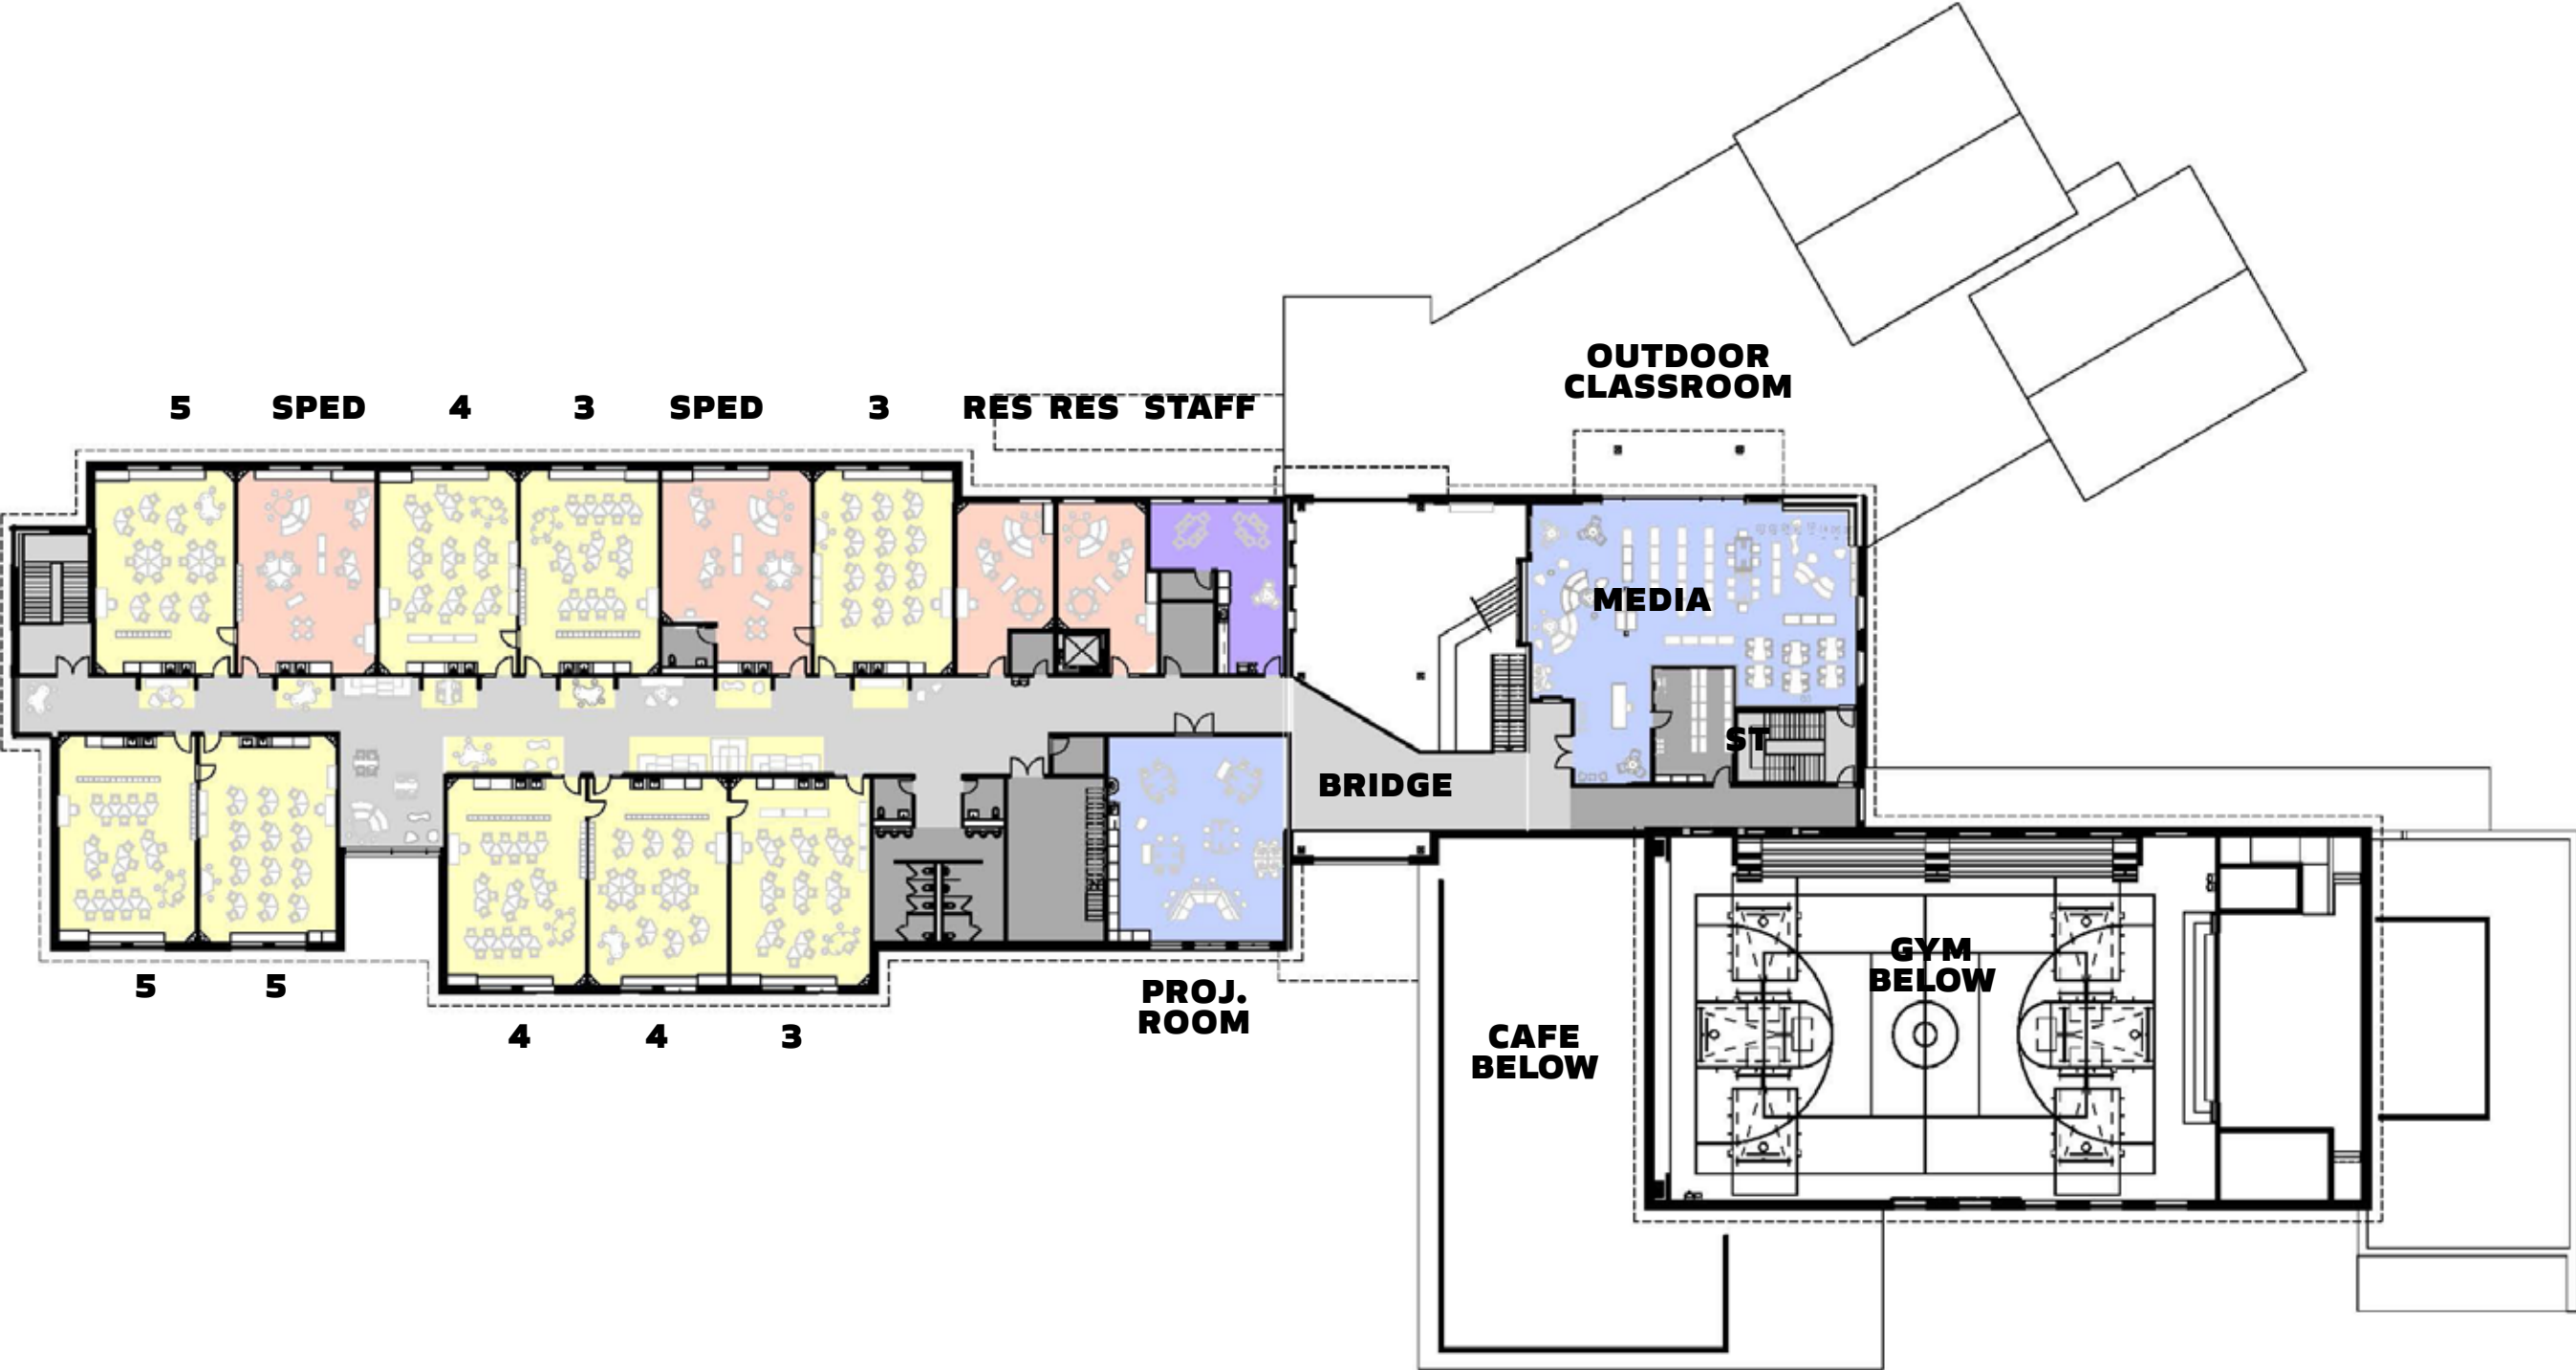 OUTDOOR
CLASSROOM
5 SPED 4 3 SPED 3 RES RES STAFF
MEDIA
ST
BRIDGE
5 5
4 4 3
PROJ.
ROOM
CAFE
BELOW
GYM
BELOW